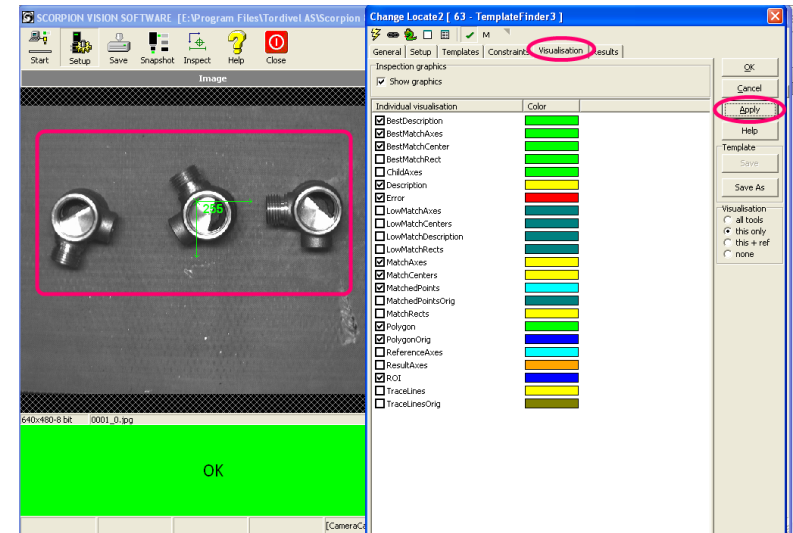 SCORPION VISION SOFTWARE [E:\Program Files\Tordivel AS\Scorpion
Start Setup Save Snapshot Inspect Help Close
Image
255
640x480-8 bit 0001_0.jpg
OK
[CameraCa
Change Locate2 [ 63 - TemplateFinder3 ]
M
General Setup Templates Constraints Visualisation Results
Inspection graphics
Show graphics
Individual visualisation Color
BestDescription
BestMatchAxes
BestMatchCenter
BestMatchRect
ChildAxes
Description
Error
LowMatchAxes
LowMatchCenters
LowMatchDescription
LowMatchRects
MatchAxes
MatchCenters
MatchedPoints
MatchedPointsOrig
MatchRects
Polygon
PolygonOrig
ReferenceAxes
ResultAxes
ROI
TraceLines
TraceLinesOrig
OK
Cancel
Apply
Help
Template
Save
Save As
Visualisation
all tools
this only
this + ref
none